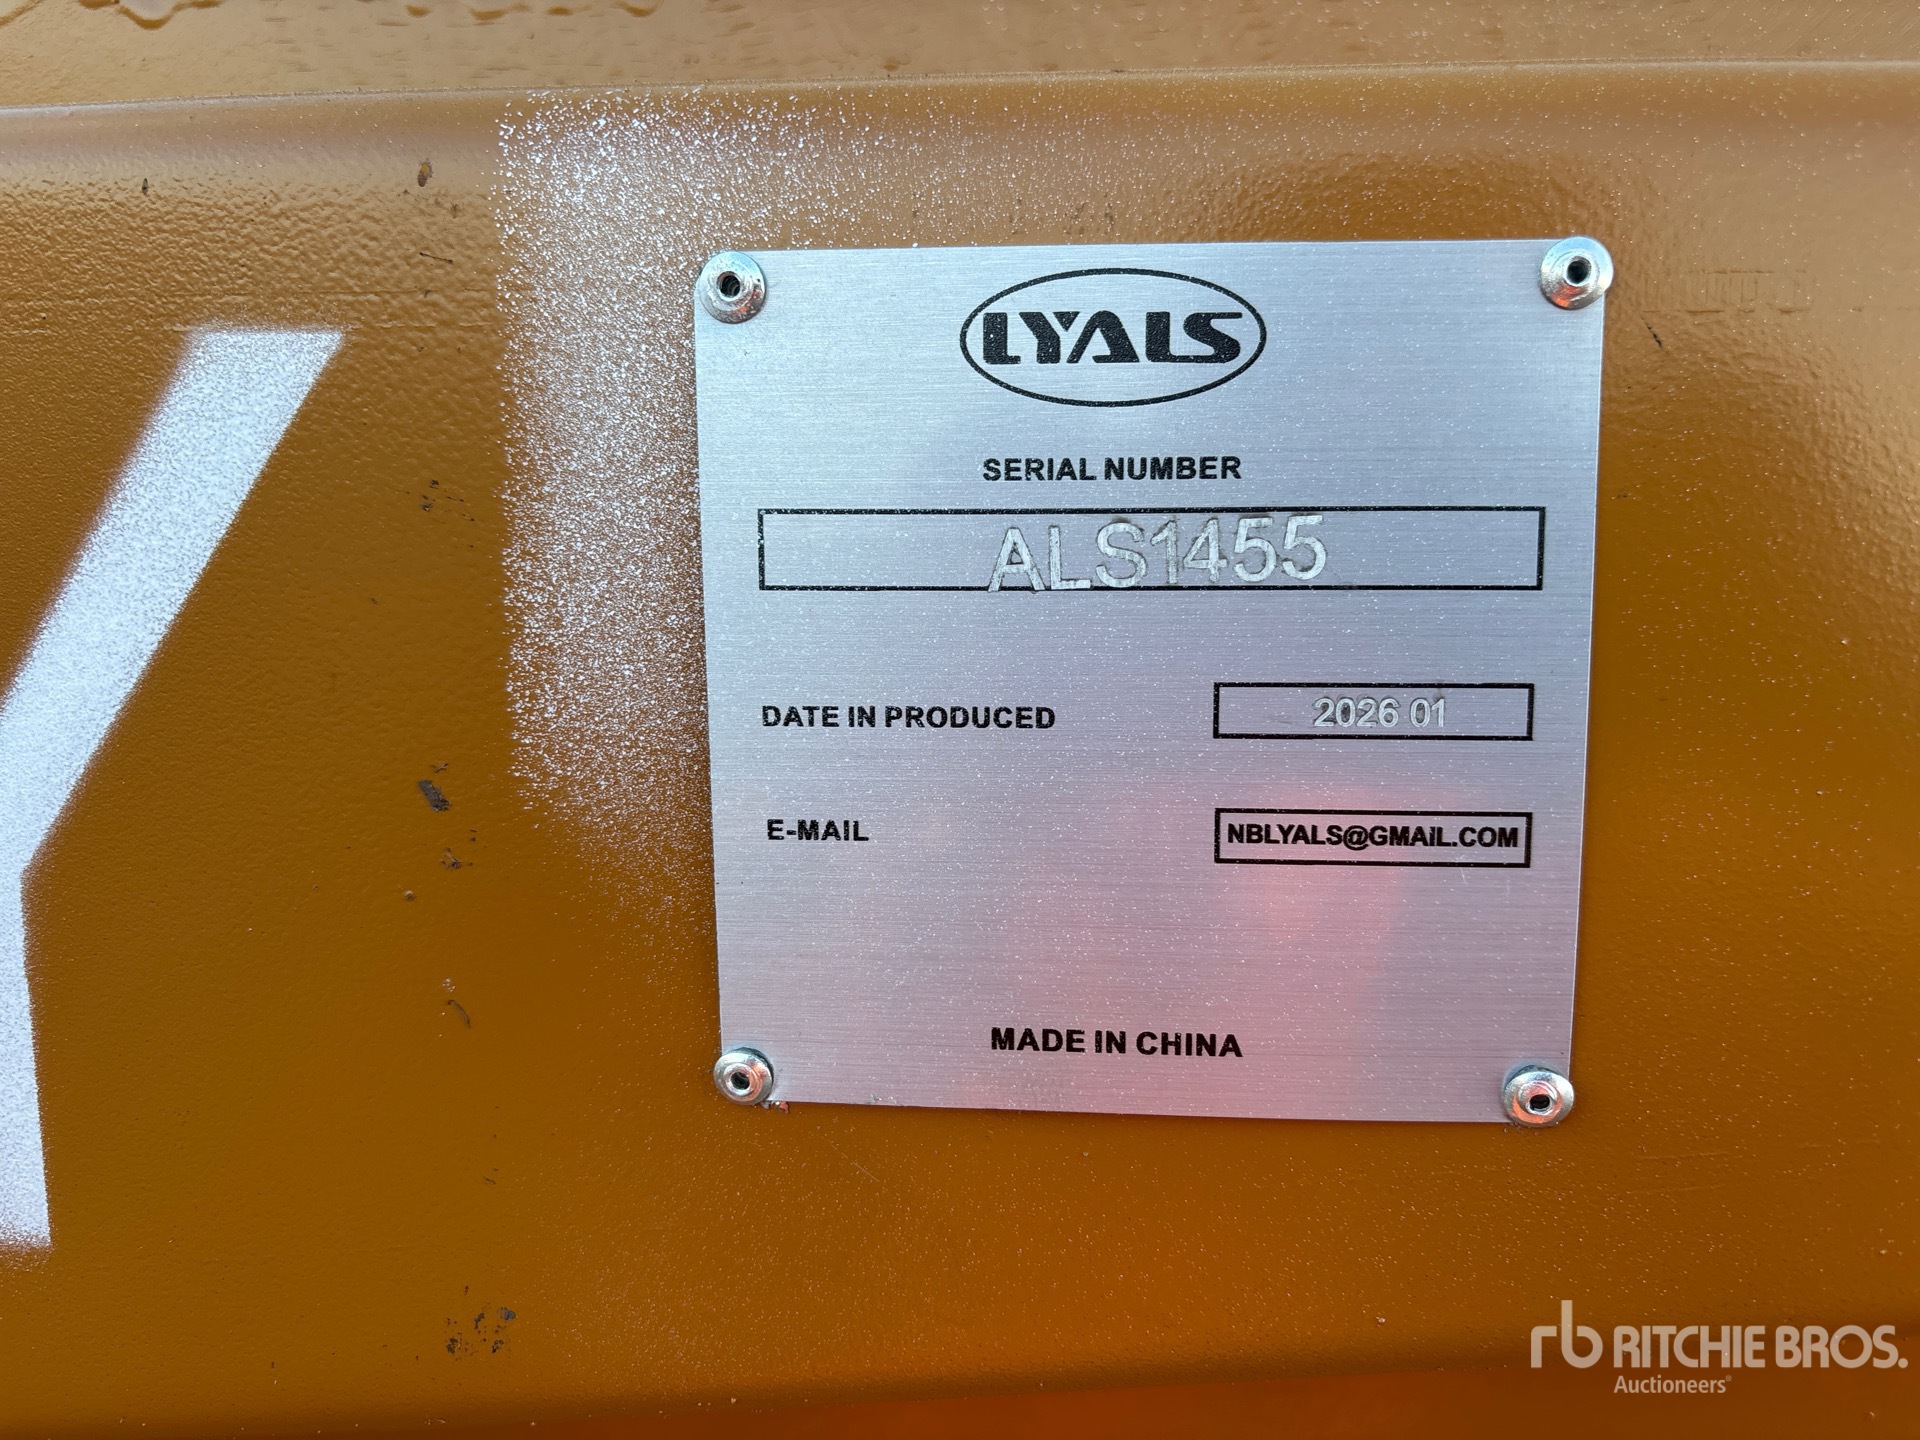 LYALS
SERIAL NUMBER
ALS1455
DATE IN PRODUCED 2026 01
E-MAIL NBLYALS@GMAIL.COM
MADE IN CHINA
rb RITCHIE BROS.
Auctioneers®